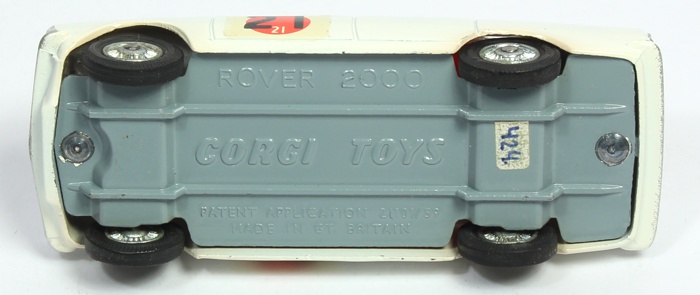 21
ROVER 2000
CORGI TOYS
424
PATENT APPLICATION
MADE IN GT. BRITAIN